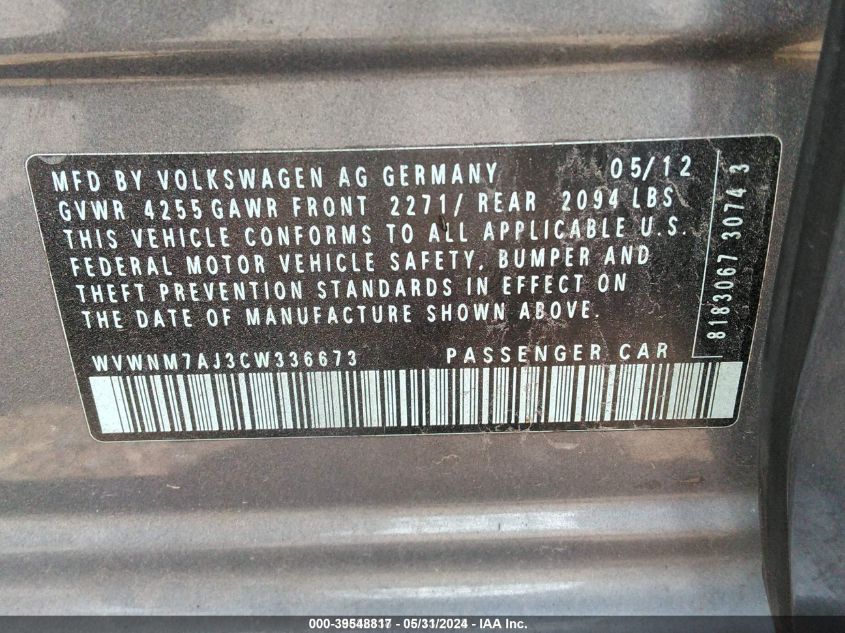 MFD BY VOLKSWAGEN AG GERMANY 05/12
GVWR 4255 GAWR FRONT 2271/ REAR 2094 LBS
THIS VEHICLE CONFORMS TO ALL APPLICABLE U.S.
FEDERAL MOTOR VEHICLE SAFETY, BUMPER AND
THEFT PREVENTION STANDARDS IN EFFECT ON
THE DATE OF MANUFACTURE SHOWN ABOVE.
WVWNM7AJ3CW336673 PASSENGER CAR
8183067 3074 3
000-39548817 - 05/31/2024 - IAA Inc.